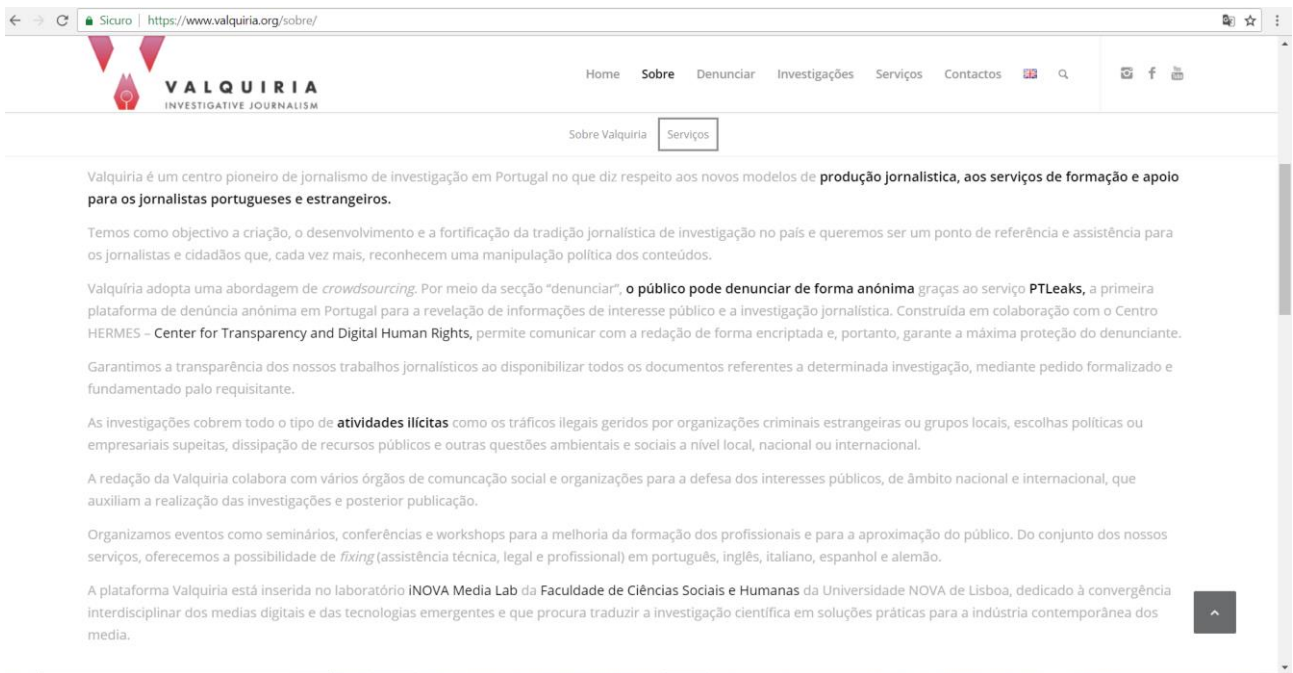 Sicuro | https://www.valquiria.org/sobre/
VALQUIRIA
INVESTIGATIVE JOURNALISM
Home Sobre Denunciar Investigações Serviços Contactos
Sobre Valquiria Serviços
Valquiria é um centro pioneiro de jornalismo de investigação em Portugal no que diz respeito aos novos modelos de produção jornalistica, aos serviços de formação e apoio
para os jornalistas portugueses e estrangeiros.
Temos como objectivo a criação, o desenvolvimento e a fortificação da tradição jornalística de investigação no país e queremos ser um ponto de referência e assistência para
os jornalistas e cidadãos que, cada vez mais, reconhecem uma manipulação política dos conteúdos.
Valquíria adopta uma abordagem de crowdsourcing. Por meio da secção “denunciar”, o público pode denunciar de forma anónima graças ao serviço PTLeaks, a primeira
plataforma de denúncia anónima em Portugal para a revelação de informações de interesse público e a investigação jornalística. Construída em colaboração com o Centro
HERMES – Center for Transparency and Digital Human Rights, permite comunicar com a redação de forma encriptada e, portanto, garante a máxima proteção do denunciante.
Garantimos a transparência dos nossos trabalhos jornalísticos ao disponibilizar todos os documentos referentes a determinada investigação, mediante pedido formalizado e
fundamentado palo requisitante.
As investigações cobrem todo o tipo de atividades ilícitas como os tráficos ilegais geridos por organizações criminais estrangeiras ou grupos locais, escolhas políticas ou
empresariais supeitas, dissipação de recursos públicos e outras questões ambientais e sociais a nível local, nacional ou internacional.
A redação da Valquiria colabora com vários órgãos de comuncação social e organizações para a defesa dos interesses públicos, de âmbito nacional e internacional, que
auxiliam a realização das investigações e posterior publicação.
Organizamos eventos como seminários, conferências e workshops para a melhoria da formação dos profissionais e para a aproximação do público. Do conjunto dos nossos
serviços, oferecemos a possibilidade de fixing (assistência técnica, legal e profissional) em português, inglês, italiano, espanhol e alemão.
A plataforma Valquiria está inserida no laboratório iNOVA Media Lab da Faculdade de Ciências Sociais e Humanas da Universidade NOVA de Lisboa, dedicado à convergência
interdisciplinar dos medias digitais e das tecnologias emergentes e que procura traduzir a investigação científica em soluções práticas para a indústria contemporânea dos
media.